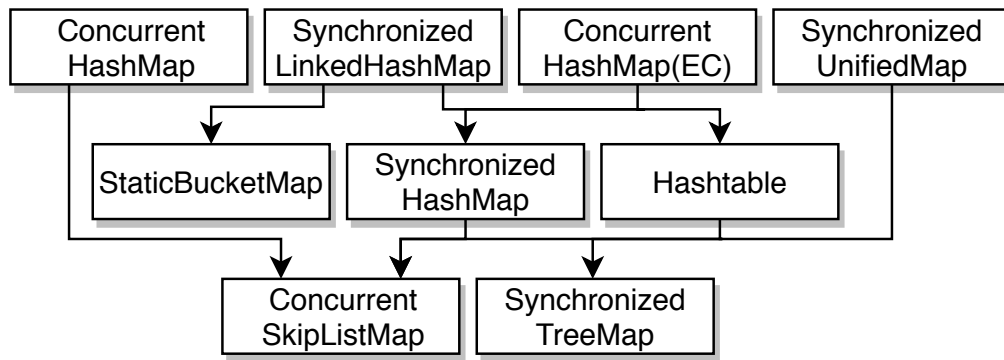 Concurrent
HashMap
Synchronized
LinkedHashMap
Concurrent
HashMap(EC)
Synchronized
UnifiedMap
StaticBucketMap
Synchronized
HashMap
Hashtable
Concurrent
SkipListMap
Synchronized
TreeMap